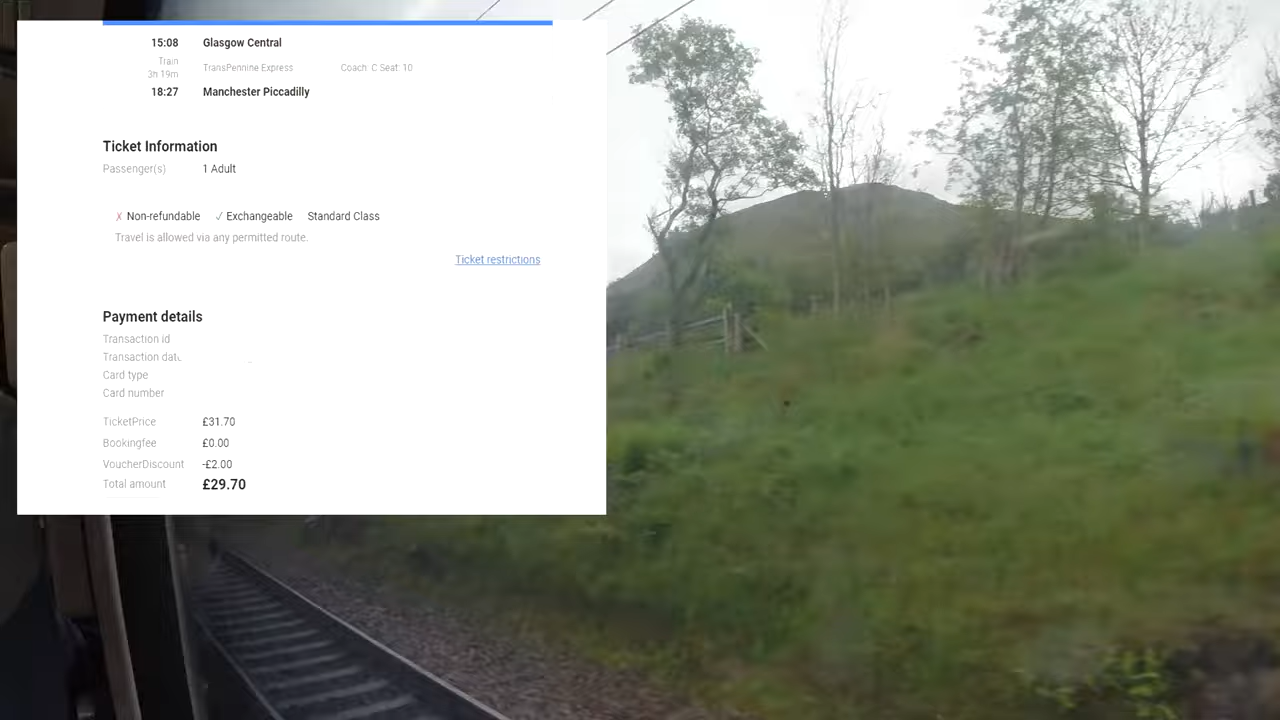 15:08 Glasgow Central
Train
3h 19m
TransPennine Express Coach: C Seat: 10
18:27 Manchester Piccadilly
Ticket Information
Passenger(s) 1 Adult
✗ Non-refundable ✓ Exchangeable Standard Class
Travel is allowed via any permitted route.
Ticket restrictions
Payment details
Transaction id
Transaction date
Card type
Card number
TicketPrice £31.70
Bookingfee £0.00
VoucherDiscount -£2.00
Total amount £29.70